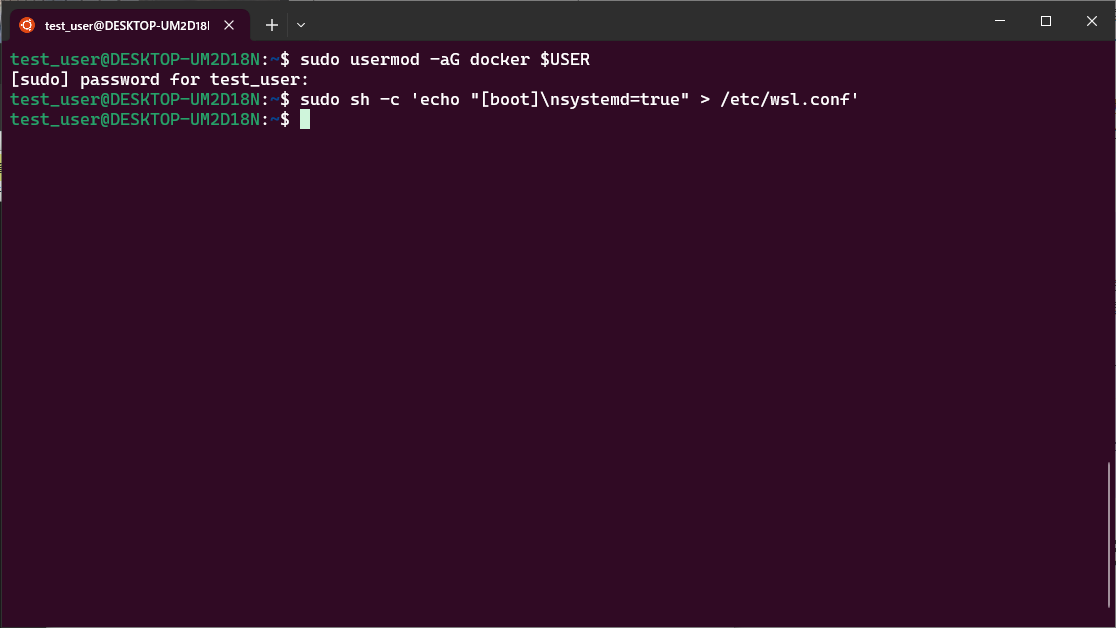 test_user@DESKTOP-UM2D18
test_user@DESKTOP-UM2D18N:~$ sudo usermod -aG docker $USER
[sudo] password for test_user:
test_user@DESKTOP-UM2D18N:~$ sudo sh -c 'echo "[boot]\nsystemd=true" > /etc/wsl.conf'
test_user@DESKTOP-UM2D18N:~$